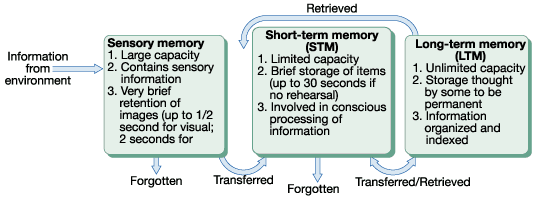 Retrieved
Information
from
environment
Sensory memory
1. Large capacity
2. Contains sensory
information
3. Very brief
retention of
images (up to 1/2
second for visual;
2 seconds for
Short-term memory
(STM)
1. Limited capacity
2. Brief storage of items
(up to 30 seconds if
no rehearsal)
3. Involved in conscious
processing of
information
Long-term memory
(LTM)
1. Unlimited capacity
2. Storage thought
by some to be
permanent
3. Information
organized and
indexed
Forgotten
Transferred
Forgotten
Transferred/Retrieved